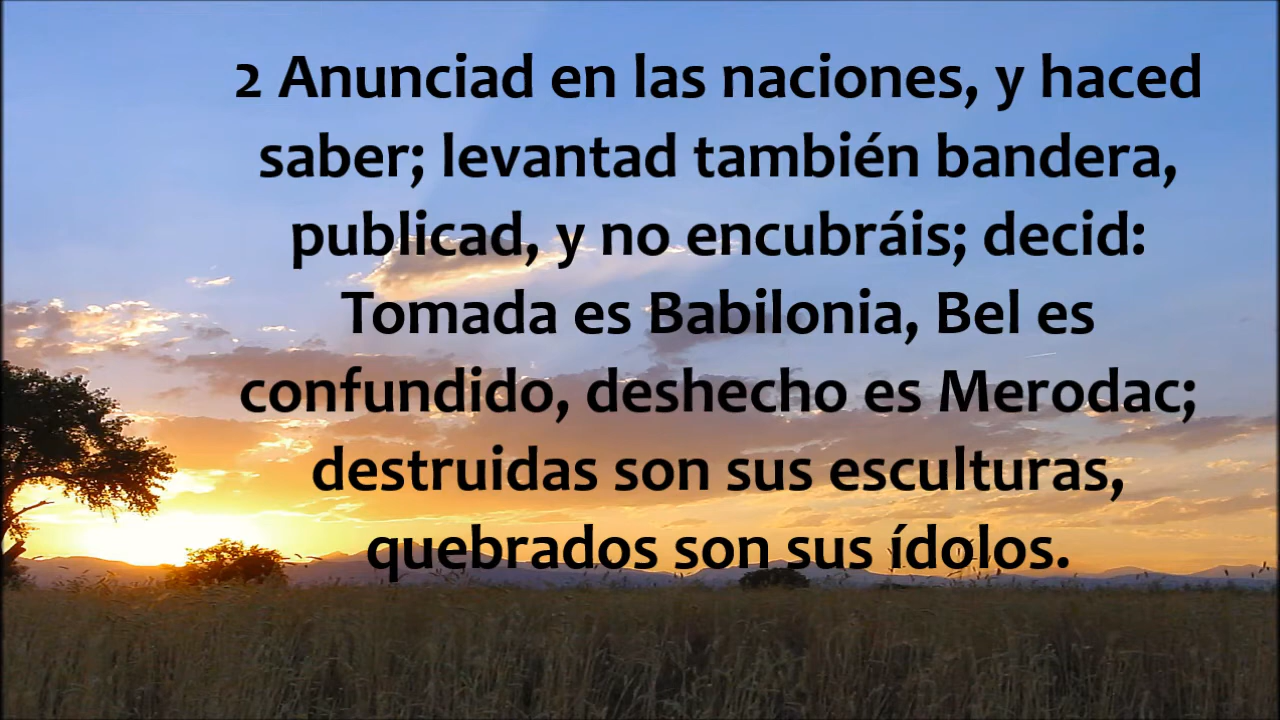 2 Anunciad en las naciones, y haced
saber; levantad también bandera,
publicad, y no encubráis; decid:
Tomada es Babilonia, Bel es
confundido, deshecho es Merodac;
destruidas son sus esculturas,
quebrados son sus ídolos.